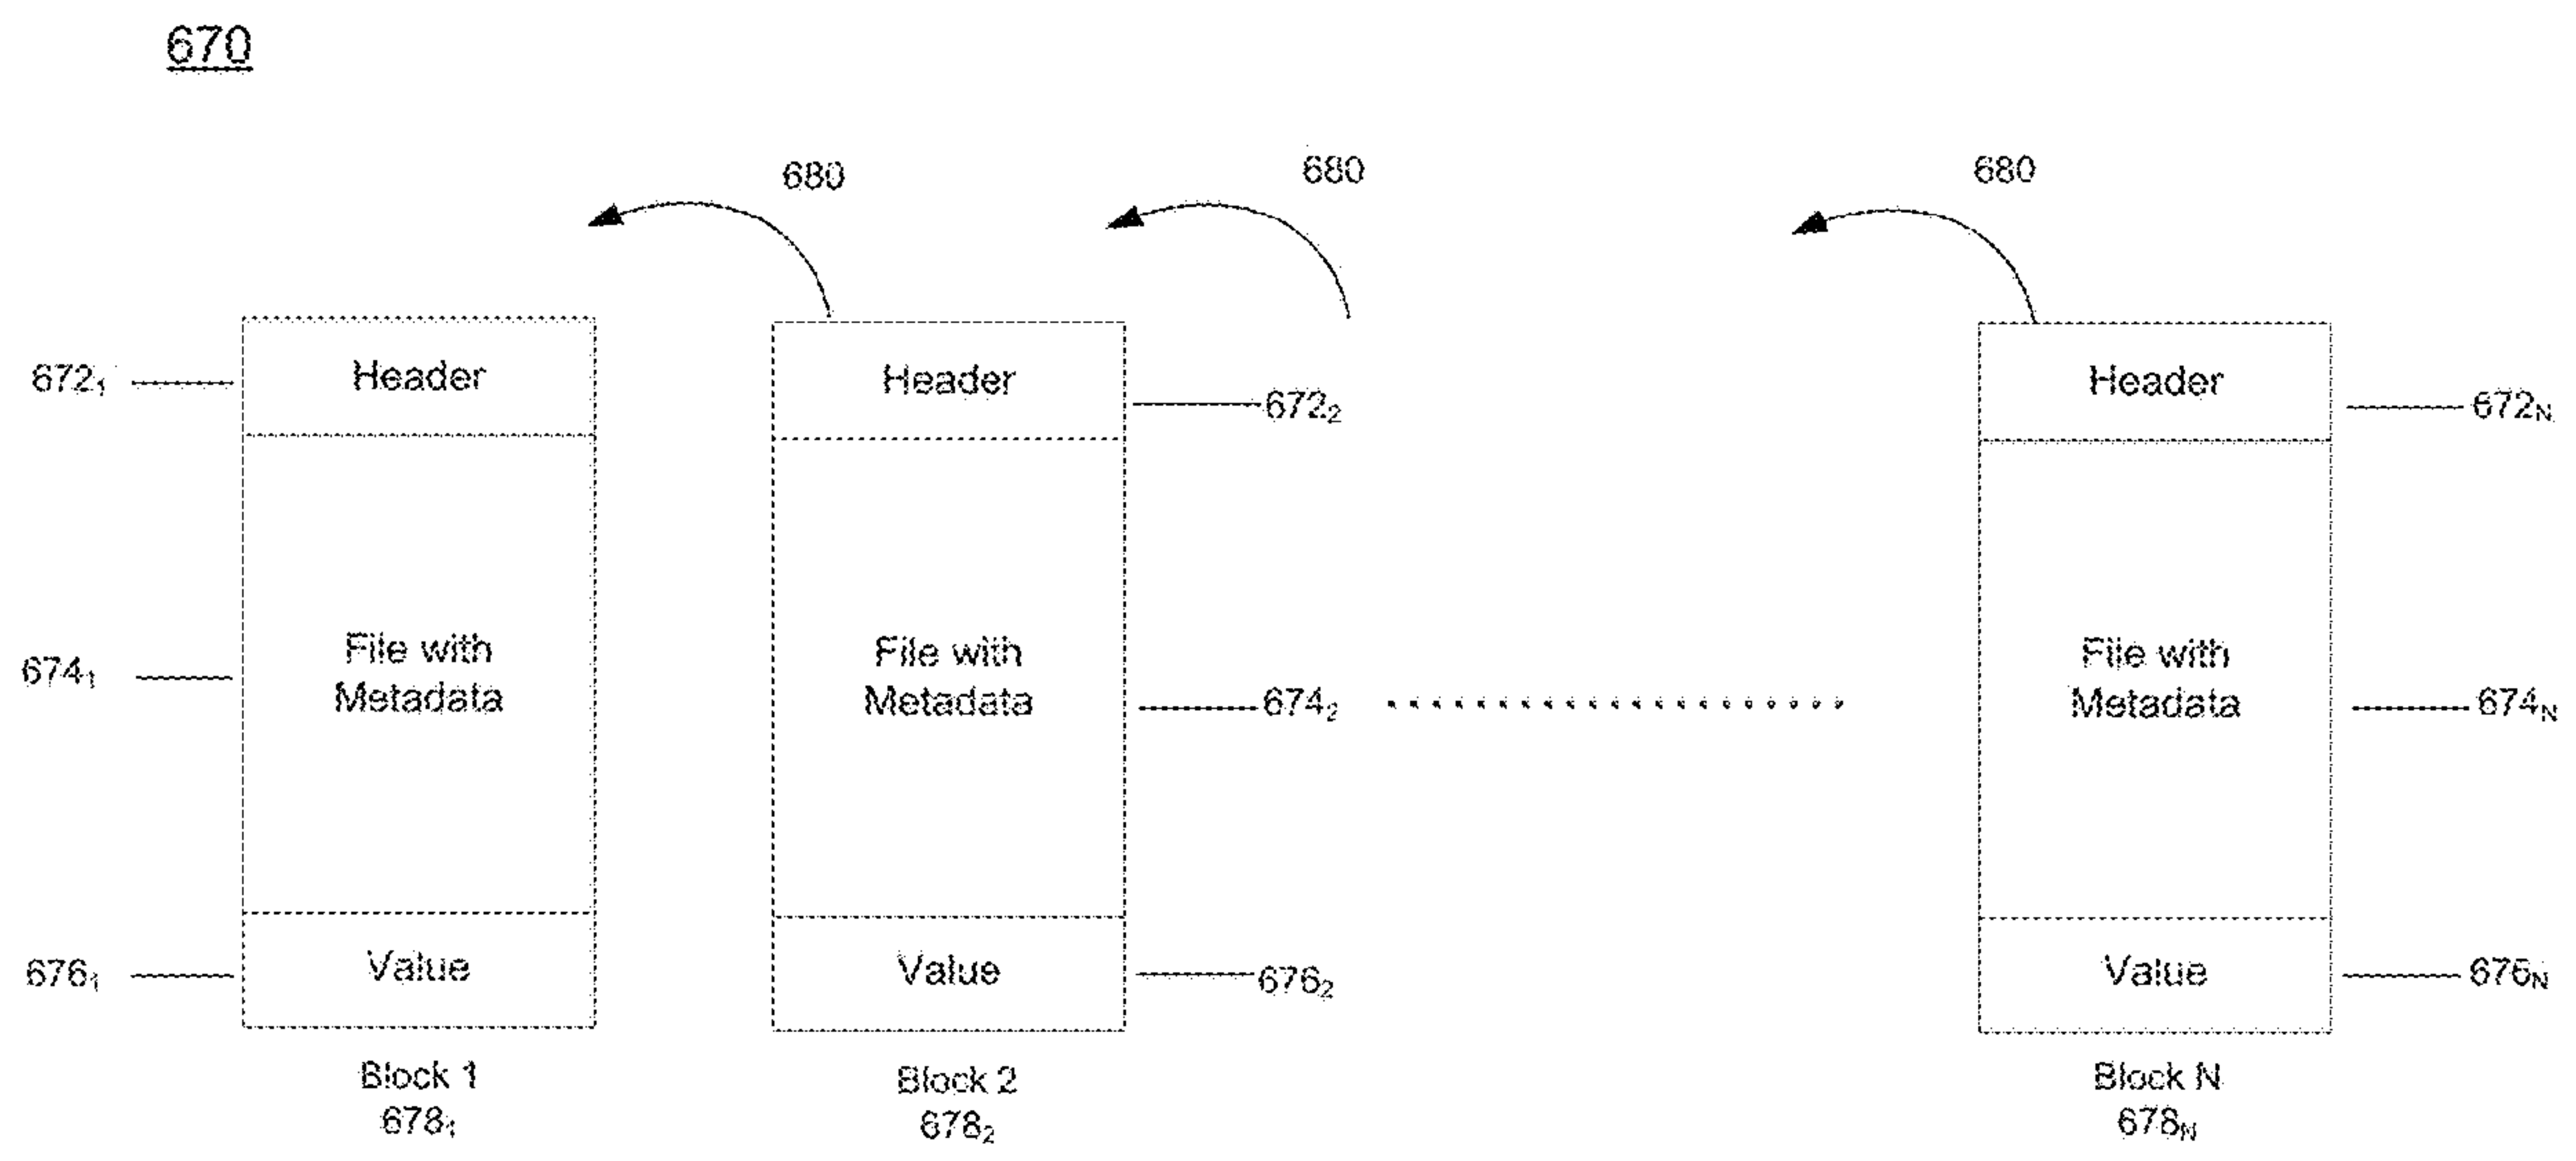 670
680
680
680
672₁
Header
Header
672₂
Header
672N
674₁
File with
Metadata
File with
Metadata
674₂
File with
Metadata
674N
676₁
Value
Value
676₂
Value
676N
Block 1
678₁
Block 2
678₂
Block N
678N